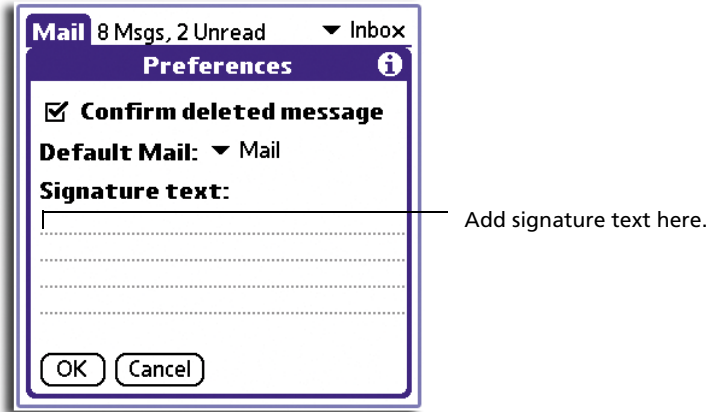 Mail 8 Msgs, 2 Unread Inbox
Preferences
Confirm deleted message
Default Mail: Mail
Signature text:
Add signature text here.
OK Cancel